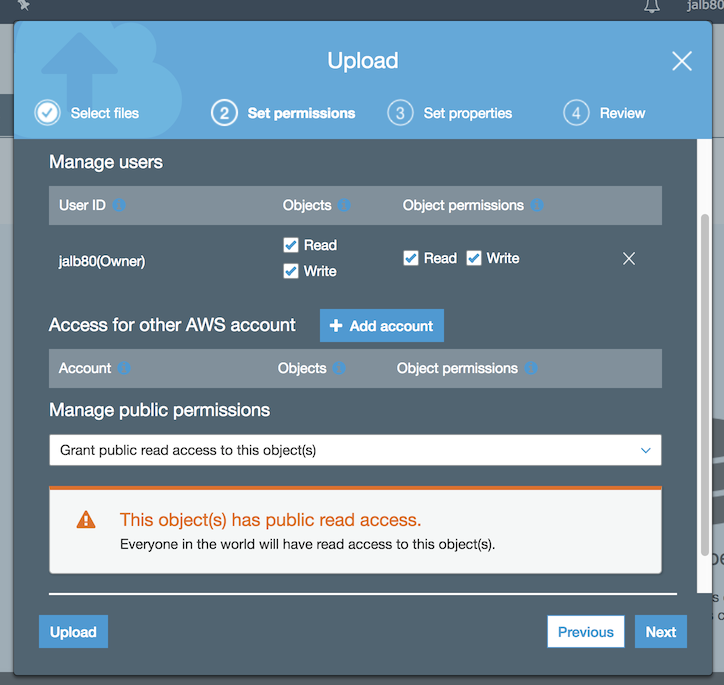 jalb80
Upload
Select files
2 Set permissions
3 Set properties
4 Review
Manage users
User ID Objects Object permissions
jalb80(Owner) Read Write Read Write
Access for other AWS account + Add account
Account Objects Object permissions
Manage public permissions
Grant public read access to this object(s)
This object(s) has public read access.
Everyone in the world will have read access to this object(s).
Upload Previous Next